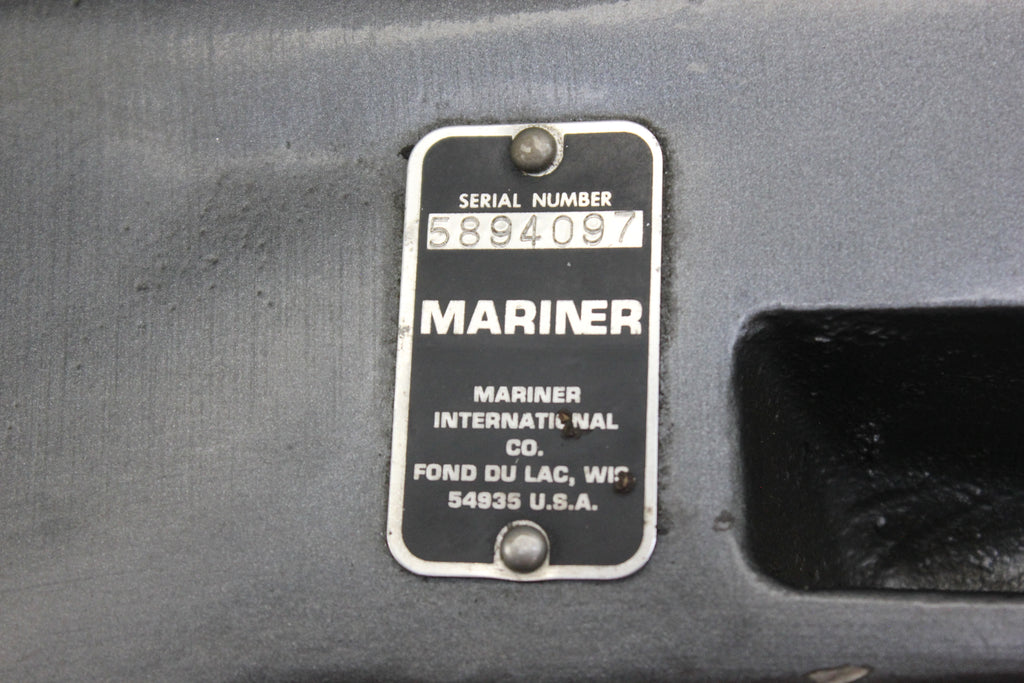 SERIAL NUMBER
5894097
MARINER
MARINER
INTERNATIONAL
CO.
FOND DU LAC, WIS
54935 U.S.A.